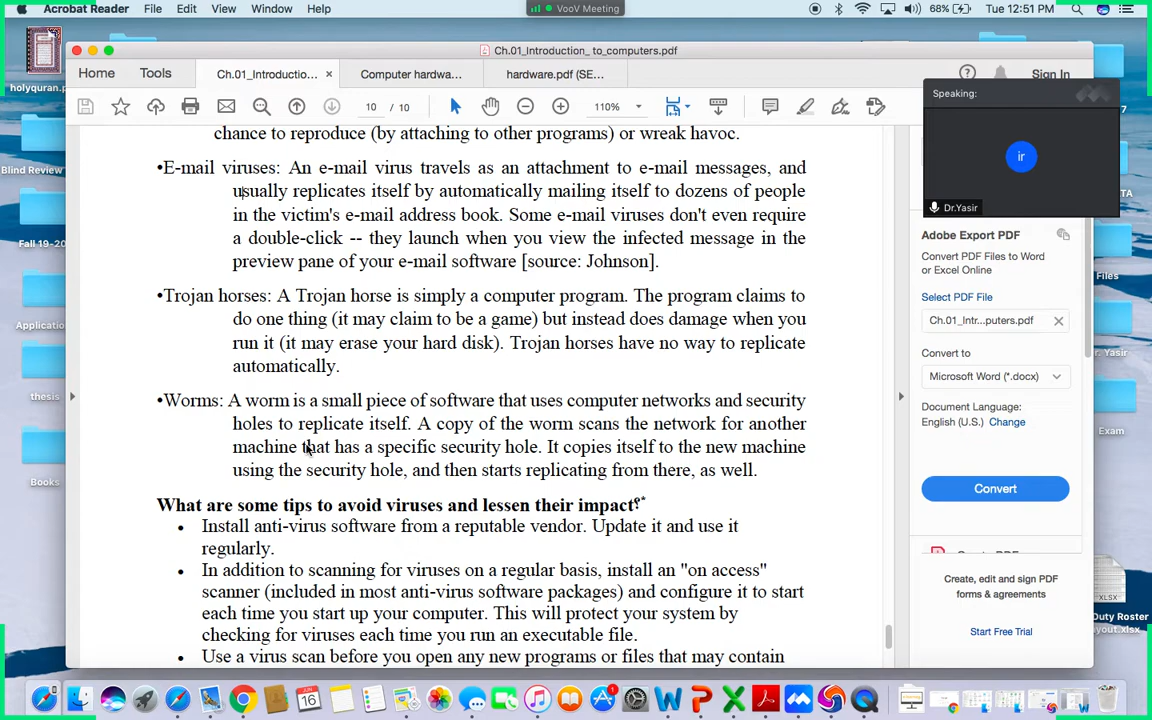 Acrobat Reader File Edit View Window Help
VooV Meeting
68% Tue 12:51 PM
Ch.01_Introduction_ to_computers.pdf
Home Tools Ch.01_Introductio... × Computer hardwa... hardware.pdf (SE... Sign In
10 / 10 110%
chance to reproduce (by attaching to other programs) or wreak havoc.
•E-mail viruses: An e-mail virus travels as an attachment to e-mail messages, and
usually replicates itself by automatically mailing itself to dozens of people
in the victim's e-mail address book. Some e-mail viruses don't even require
a double-click -- they launch when you view the infected message in the
preview pane of your e-mail software [source: Johnson].
•Trojan horses: A Trojan horse is simply a computer program. The program claims to
do one thing (it may claim to be a game) but instead does damage when you
run it (it may erase your hard disk). Trojan horses have no way to replicate
automatically.
•Worms: A worm is a small piece of software that uses computer networks and security
holes to replicate itself. A copy of the worm scans the network for another
machine that has a specific security hole. It copies itself to the new machine
using the security hole, and then starts replicating from there, as well.
What are some tips to avoid viruses and lessen their impact؟*
• Install anti-virus software from a reputable vendor. Update it and use it
regularly.
• In addition to scanning for viruses on a regular basis, install an "on access"
scanner (included in most anti-virus software packages) and configure it to start
each time you start up your computer. This will protect your system by
checking for viruses each time you run an executable file.
• Use a virus scan before you open any new programs or files that may contain
Speaking:
ir
Dr.Yasir
Adobe Export PDF
Convert PDF Files to Word
or Excel Online
Select PDF File
Ch.01_Intr...puters.pdf
Convert to
Microsoft Word (*.docx)
Document Language:
English (U.S.) Change
Convert
Create, edit and sign PDF
forms & agreements
Start Free Trial
holyquran.p
Blind Review
Fall 19-20
Application
thesis
Books
Files
r. Yasir
Exam
XLSX
Duty Roster
ayout.xlsx
16